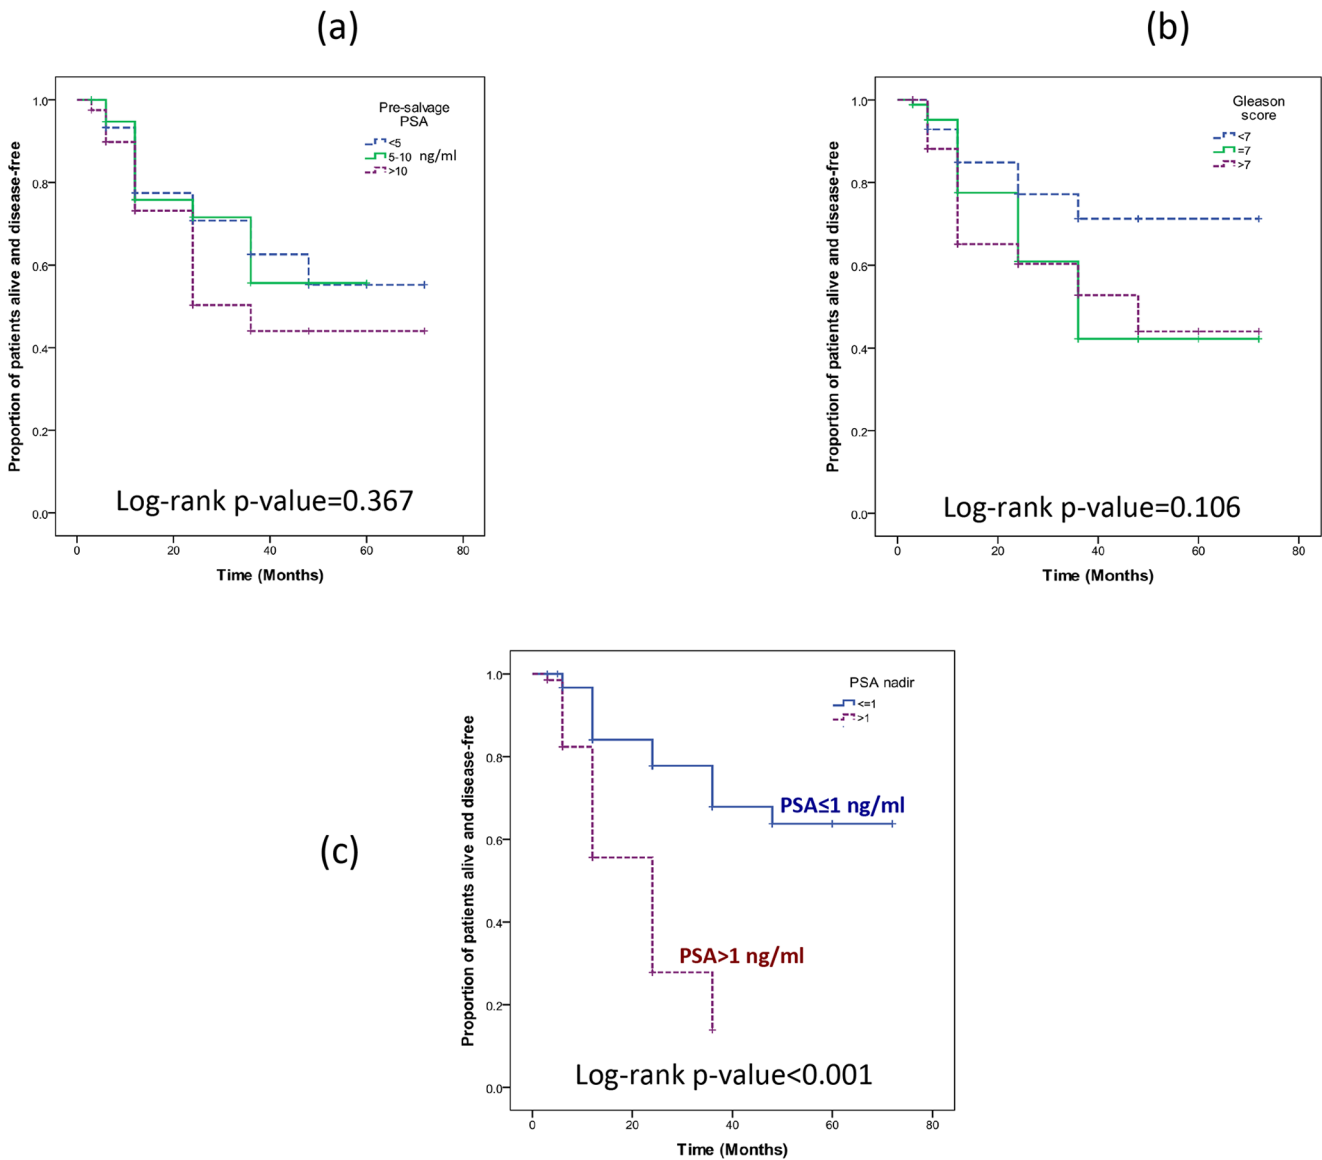 (a)
(b)
Proportion of patients alive and disease-free
1.0
0.8
0.6
0.4
0.2
0.0
Pre-salvage
PSA
<5
5-10 ng/ml
>10
Log-rank p-value=0.367
0 20 40 60 80
Time (Months)
Proportion of patients alive and disease-free
1.0
0.8
0.6
0.4
0.2
0.0
Gleason
score
<7
=7
>7
Log-rank p-value=0.106
0 20 40 60 80
Time (Months)
(c)
Proportion of patients alive and disease-free
1.0
0.8
0.6
0.4
0.2
0.0
PSA nadir
<=1
>1
PSA≤1 ng/ml
PSA>1 ng/ml
Log-rank p-value<0.001
0 20 40 60 80
Time (Months)